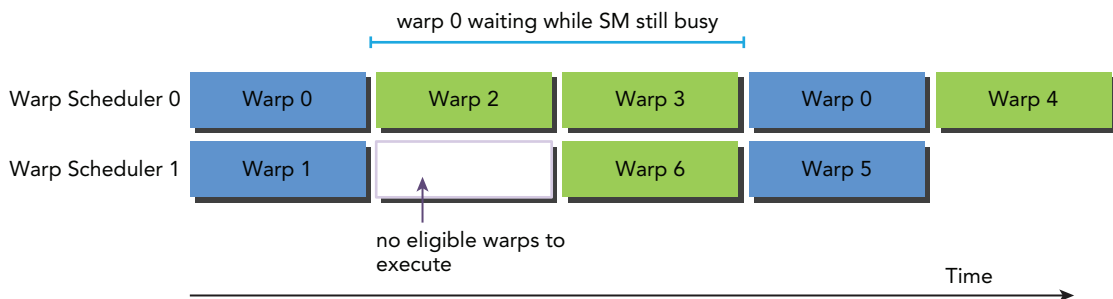 warp 0 waiting while SM still busy
Warp Scheduler 0 Warp 0 Warp 2 Warp 3 Warp 0 Warp 4
Warp Scheduler 1 Warp 1 Warp 6 Warp 5
no eligible warps to
execute
Time